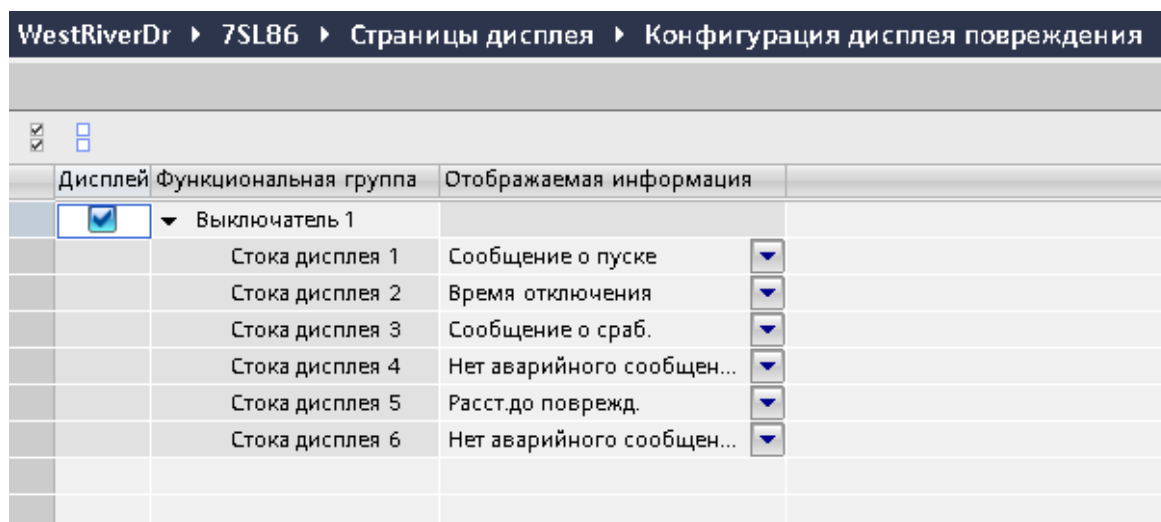 WestRiverDr ▸ 7SL86 ▸ Страницы дисплея ▸ Конфигурация дисплея повреждения
Дисплей Функциональная группа Отображаемая информация
Выключатель 1
Стока дисплея 1 Сообщение о пуске
Стока дисплея 2 Время отключения
Стока дисплея 3 Сообщение о сраб.
Стока дисплея 4 Нет аварийного сообщен...
Стока дисплея 5 Расст.до поврежд.
Стока дисплея 6 Нет аварийного сообщен...